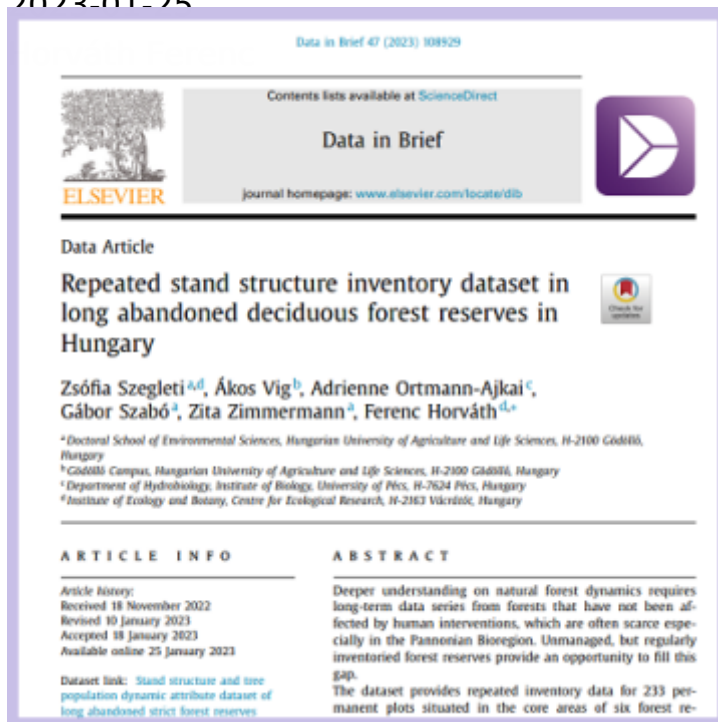 2023-01-25
Data in Brief 47 (2023) 108929
Contents lists available at ScienceDirect
Data in Brief
journal homepage: www.elsevier.com/locate/dib
ELSEVIER
Data Article
Repeated stand structure inventory dataset in
long abandoned deciduous forest reserves in
Hungary
Check for
updates
Zsófia Szegleti a,d, Ákos Vig b, Adrienne Ortmann-Ajkai c,
Gábor Szabó a, Zita Zimmermann a, Ferenc Horváth d,*
a Doctoral School of Environmental Sciences, Hungarian University of Agriculture and Life Sciences, H-2100 Gödöllő,
Hungary
b Gödöllő Campus, Hungarian University of Agriculture and Life Sciences, H-2100 Gödöllő, Hungary
c Department of Hydrobiology, Institute of Biology, University of Pécs, H-7624 Pécs, Hungary
d Institute of Ecology and Botany, Centre for Ecological Research, H-2163 Vácrátót, Hungary
ARTICLE INFO
Article history:
Received 18 November 2022
Revised 10 January 2023
Accepted 18 January 2023
Available online 25 January 2023
Dataset link: Stand structure and tree
population dynamic attribute dataset of
long abandoned strict forest reserves
ABSTRACT
Deeper understanding on natural forest dynamics requires
long-term data series from forests that have not been af-
fected by human interventions, which are often scarce espe-
cially in the Pannonian Bioregion. Unmanaged, but regularly
inventoried forest reserves provide an opportunity to fill this
gap.
The dataset provides repeated inventory data for 233 per-
manent plots situated in the core areas of six forest re-